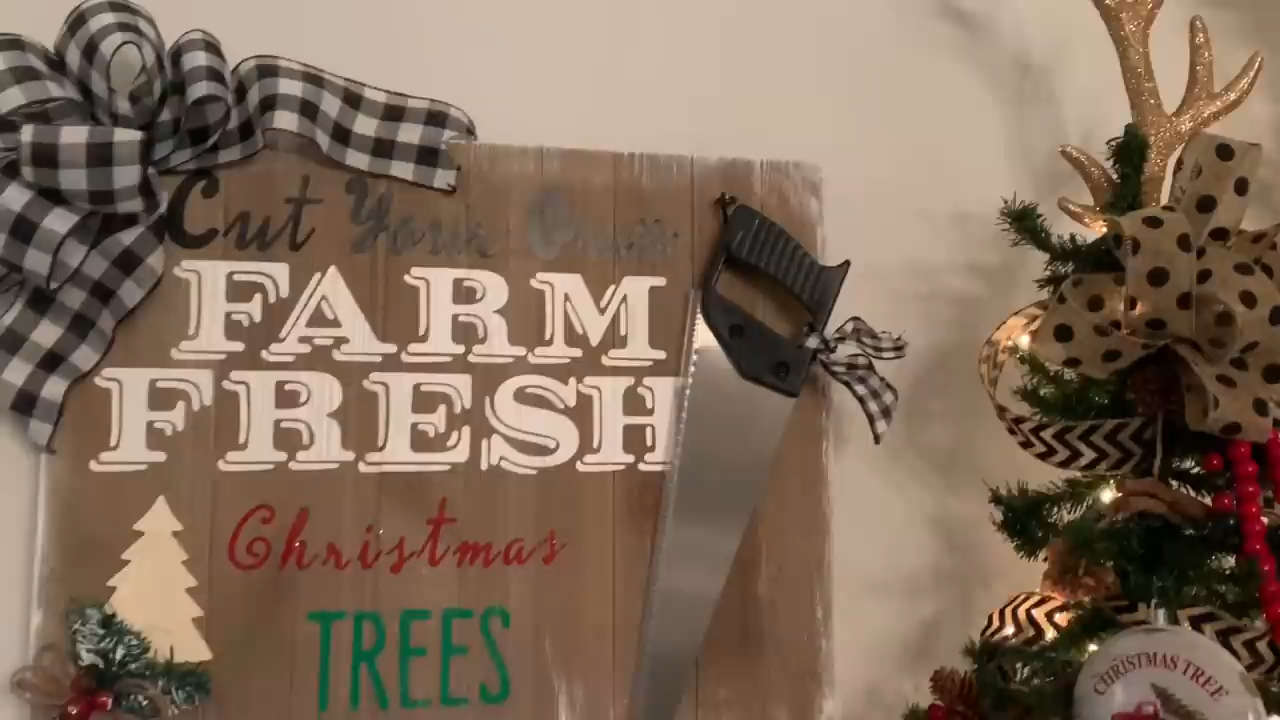 Cut Your Own
FARM
FRESH
Christmas
TREES
CHRISTMAS TREE